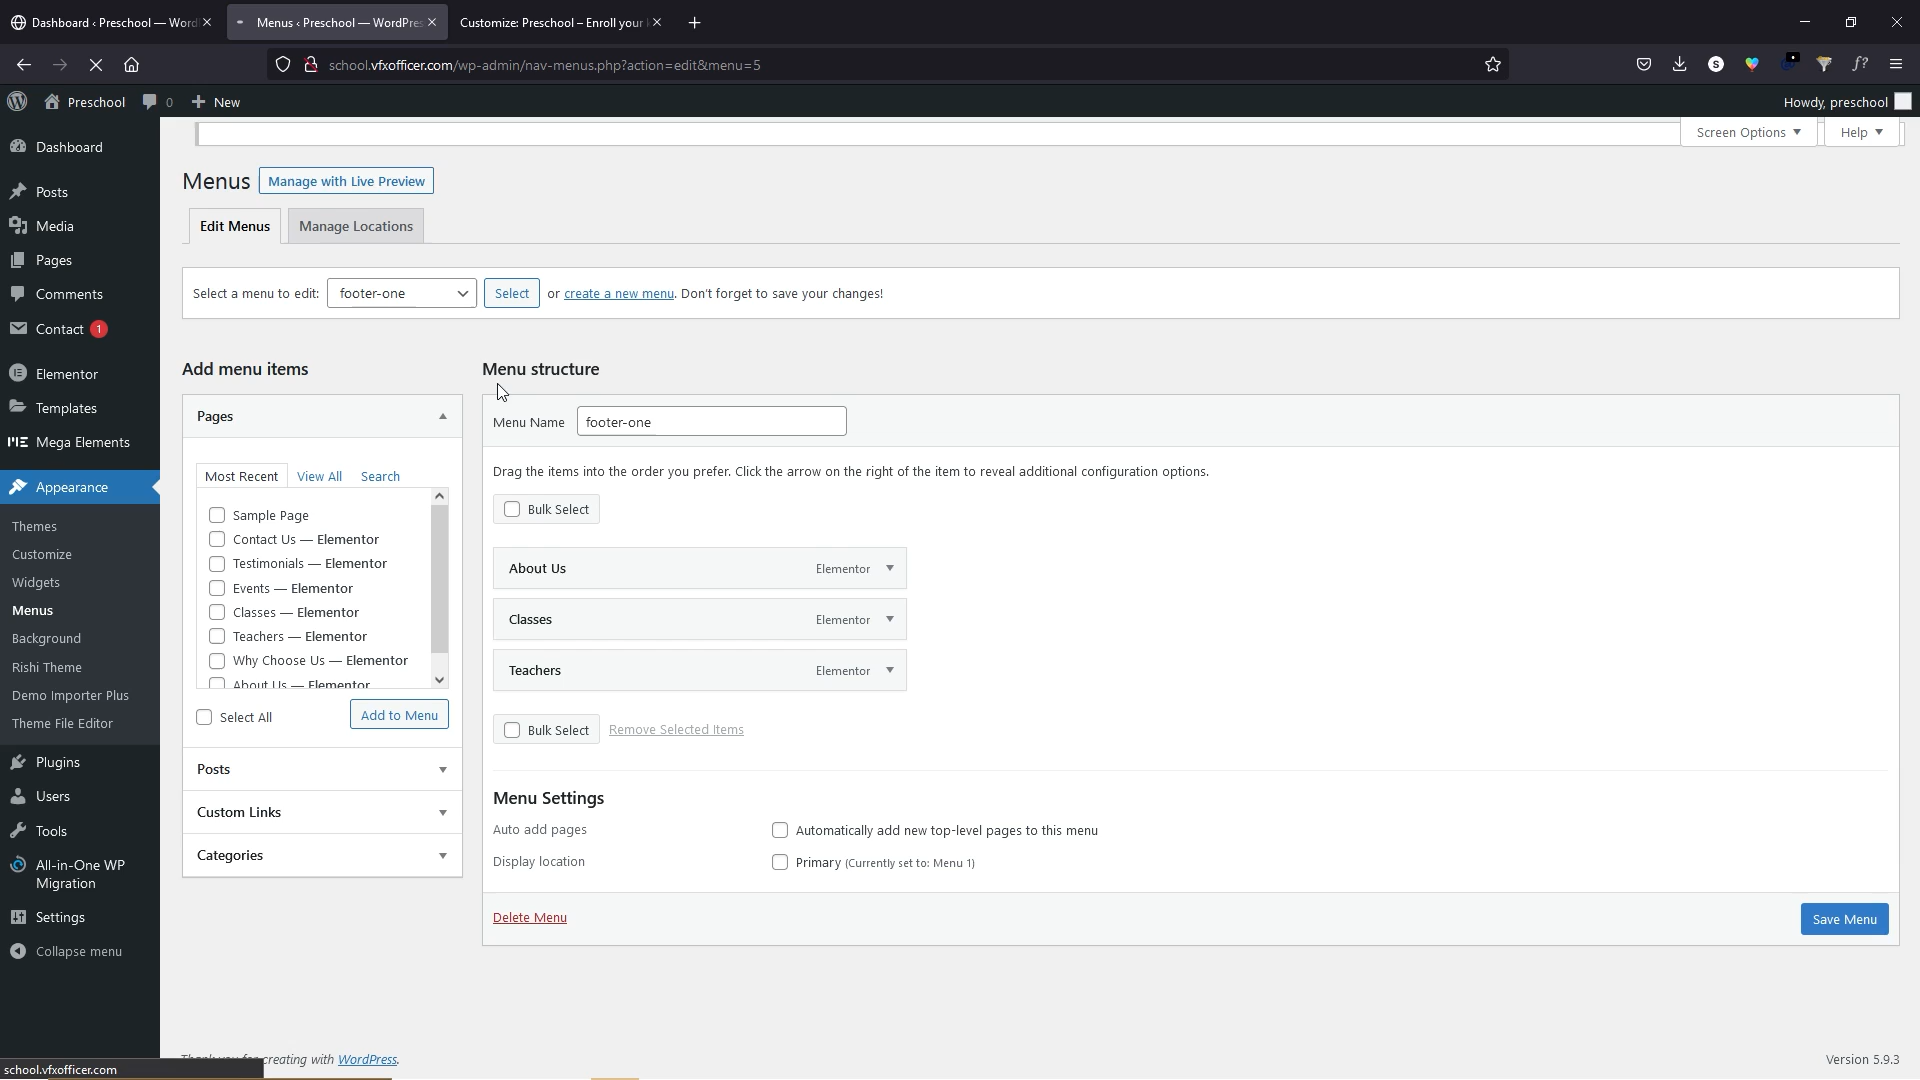 Dashboard ‹ Preschool — Word
Menus ‹ Preschool — WordPres
Customize: Preschool – Enroll your
school.vfxofficer.com/wp-admin/nav-menus.php?action=edit&menu=5
Preschool
0
New
Howdy, preschool
Dashboard
Posts
Media
Pages
Comments
Contact 1
Elementor
Templates
Mega Elements
Appearance
Themes
Customize
Widgets
Menus
Background
Rishi Theme
Demo Importer Plus
Theme File Editor
Plugins
Users
Tools
All-in-One WP
Migration
Settings
Collapse menu
Screen Options
Help
Menus
Manage with Live Preview
Edit Menus
Manage Locations
Select a menu to edit: footer-one Select or create a new menu. Don't forget to save your changes!
Add menu items
Pages
Most Recent View All Search
Sample Page
Contact Us — Elementor
Testimonials — Elementor
Events — Elementor
Classes — Elementor
Teachers — Elementor
Why Choose Us — Elementor
About Us — Elementor
Select All
Add to Menu
Posts
Custom Links
Categories
Menu structure
Menu Name footer-one
Drag the items into the order you prefer. Click the arrow on the right of the item to reveal additional configuration options.
Bulk Select
About Us Elementor
Classes Elementor
Teachers Elementor
Bulk Select Remove Selected Items
Menu Settings
Auto add pages
Automatically add new top-level pages to this menu
Display location
Primary (Currently set to: Menu 1)
Delete Menu
Save Menu
Thank you for creating with WordPress.
Version 5.9.3
school.vfxofficer.com